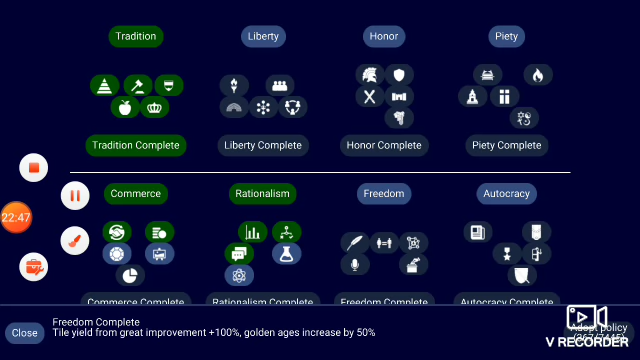 Tradition
Liberty
Honor
Piety
Tradition Complete
Liberty Complete
Honor Complete
Piety Complete
Commerce
Rationalism
Freedom
Autocracy
22:47
Commerce Complete
Rationalism Complete
Freedom Complete
Autocracy Complete
Close
Freedom Complete
Tile yield from great improvement +100%, golden ages increase by 50%
Adopt policy
V RECORDER